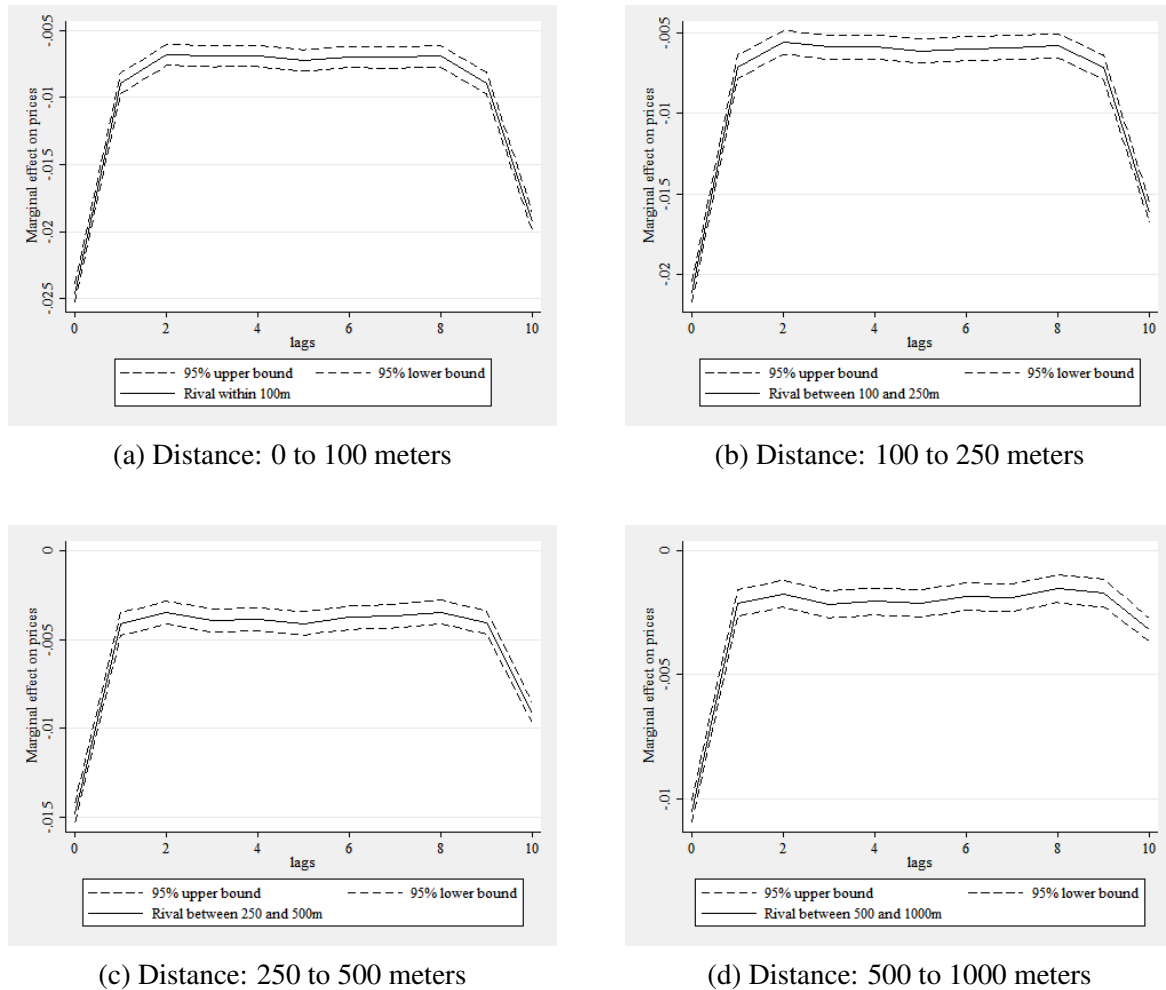 Marginal effect on prices
-.005
-.01
-.015
-.02
-.025
0 2 4 6 8 10
lags
95% upper bound 95% lower bound
Rival within 100m
(a) Distance: 0 to 100 meters
Marginal effect on prices
-.005
-.01
-.015
-.02
0 2 4 6 8 10
lags
95% upper bound 95% lower bound
Rival between 100 and 250m
(b) Distance: 100 to 250 meters
Marginal effect on prices
0
-.005
-.01
-.015
0 2 4 6 8 10
lags
95% upper bound 95% lower bound
Rival between 250 and 500m
(c) Distance: 250 to 500 meters
Marginal effect on prices
0
-.005
-.01
0 2 4 6 8 10
lags
95% upper bound 95% lower bound
Rival between 500 and 1000m
(d) Distance: 500 to 1000 meters